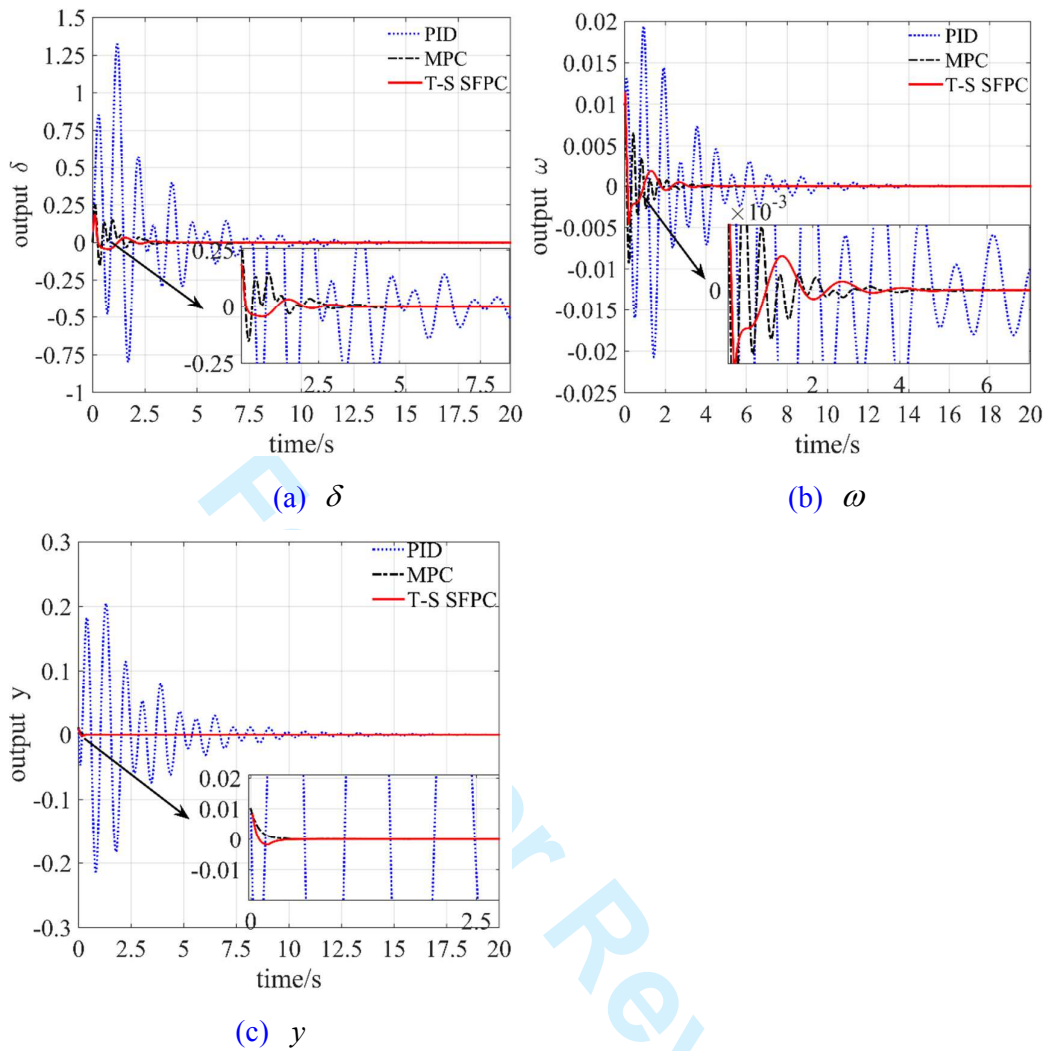 1.5
1.25
1
0.75
0.5
0.25
0
-0.25
-0.5
-0.75
-1
output δ
PID
MPC
T-S SFPC
0.25
0
-0.25
2.5
5
7.5
0 2.5 5 7.5 10 12.5 15 17.5 20
time/s
(a) δ
0.02
0.015
0.01
0.005
0
-0.005
-0.01
-0.015
-0.02
-0.025
output ω
PID
MPC
T-S SFPC
× 10⁻³
0
2
4
6
0 2 4 6 8 10 12 14 16 18 20
time/s
(b) ω
0.3
0.2
0.1
0
-0.1
-0.2
-0.3
output y
PID
MPC
T-S SFPC
0.02
0.01
0
-0.01
0
2.5
0 2.5 5 7.5 10 12.5 15 17.5 20
time/s
(c) y